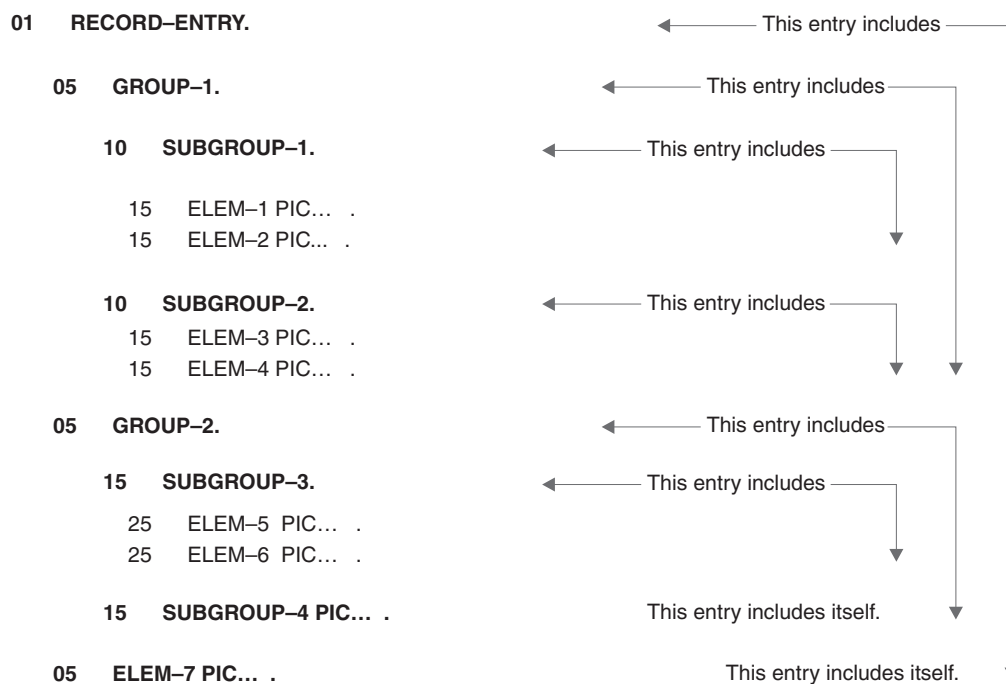 01 RECORD–ENTRY. This entry includes
05 GROUP–1. This entry includes
10 SUBGROUP–1. This entry includes
15 ELEM–1 PIC… .
15 ELEM–2 PIC... .
10 SUBGROUP–2. This entry includes
15 ELEM–3 PIC… .
15 ELEM–4 PIC… .
05 GROUP–2. This entry includes
15 SUBGROUP–3. This entry includes
25 ELEM–5 PIC… .
25 ELEM–6 PIC… .
15 SUBGROUP–4 PIC… . This entry includes itself.
05 ELEM–7 PIC… . This entry includes itself.